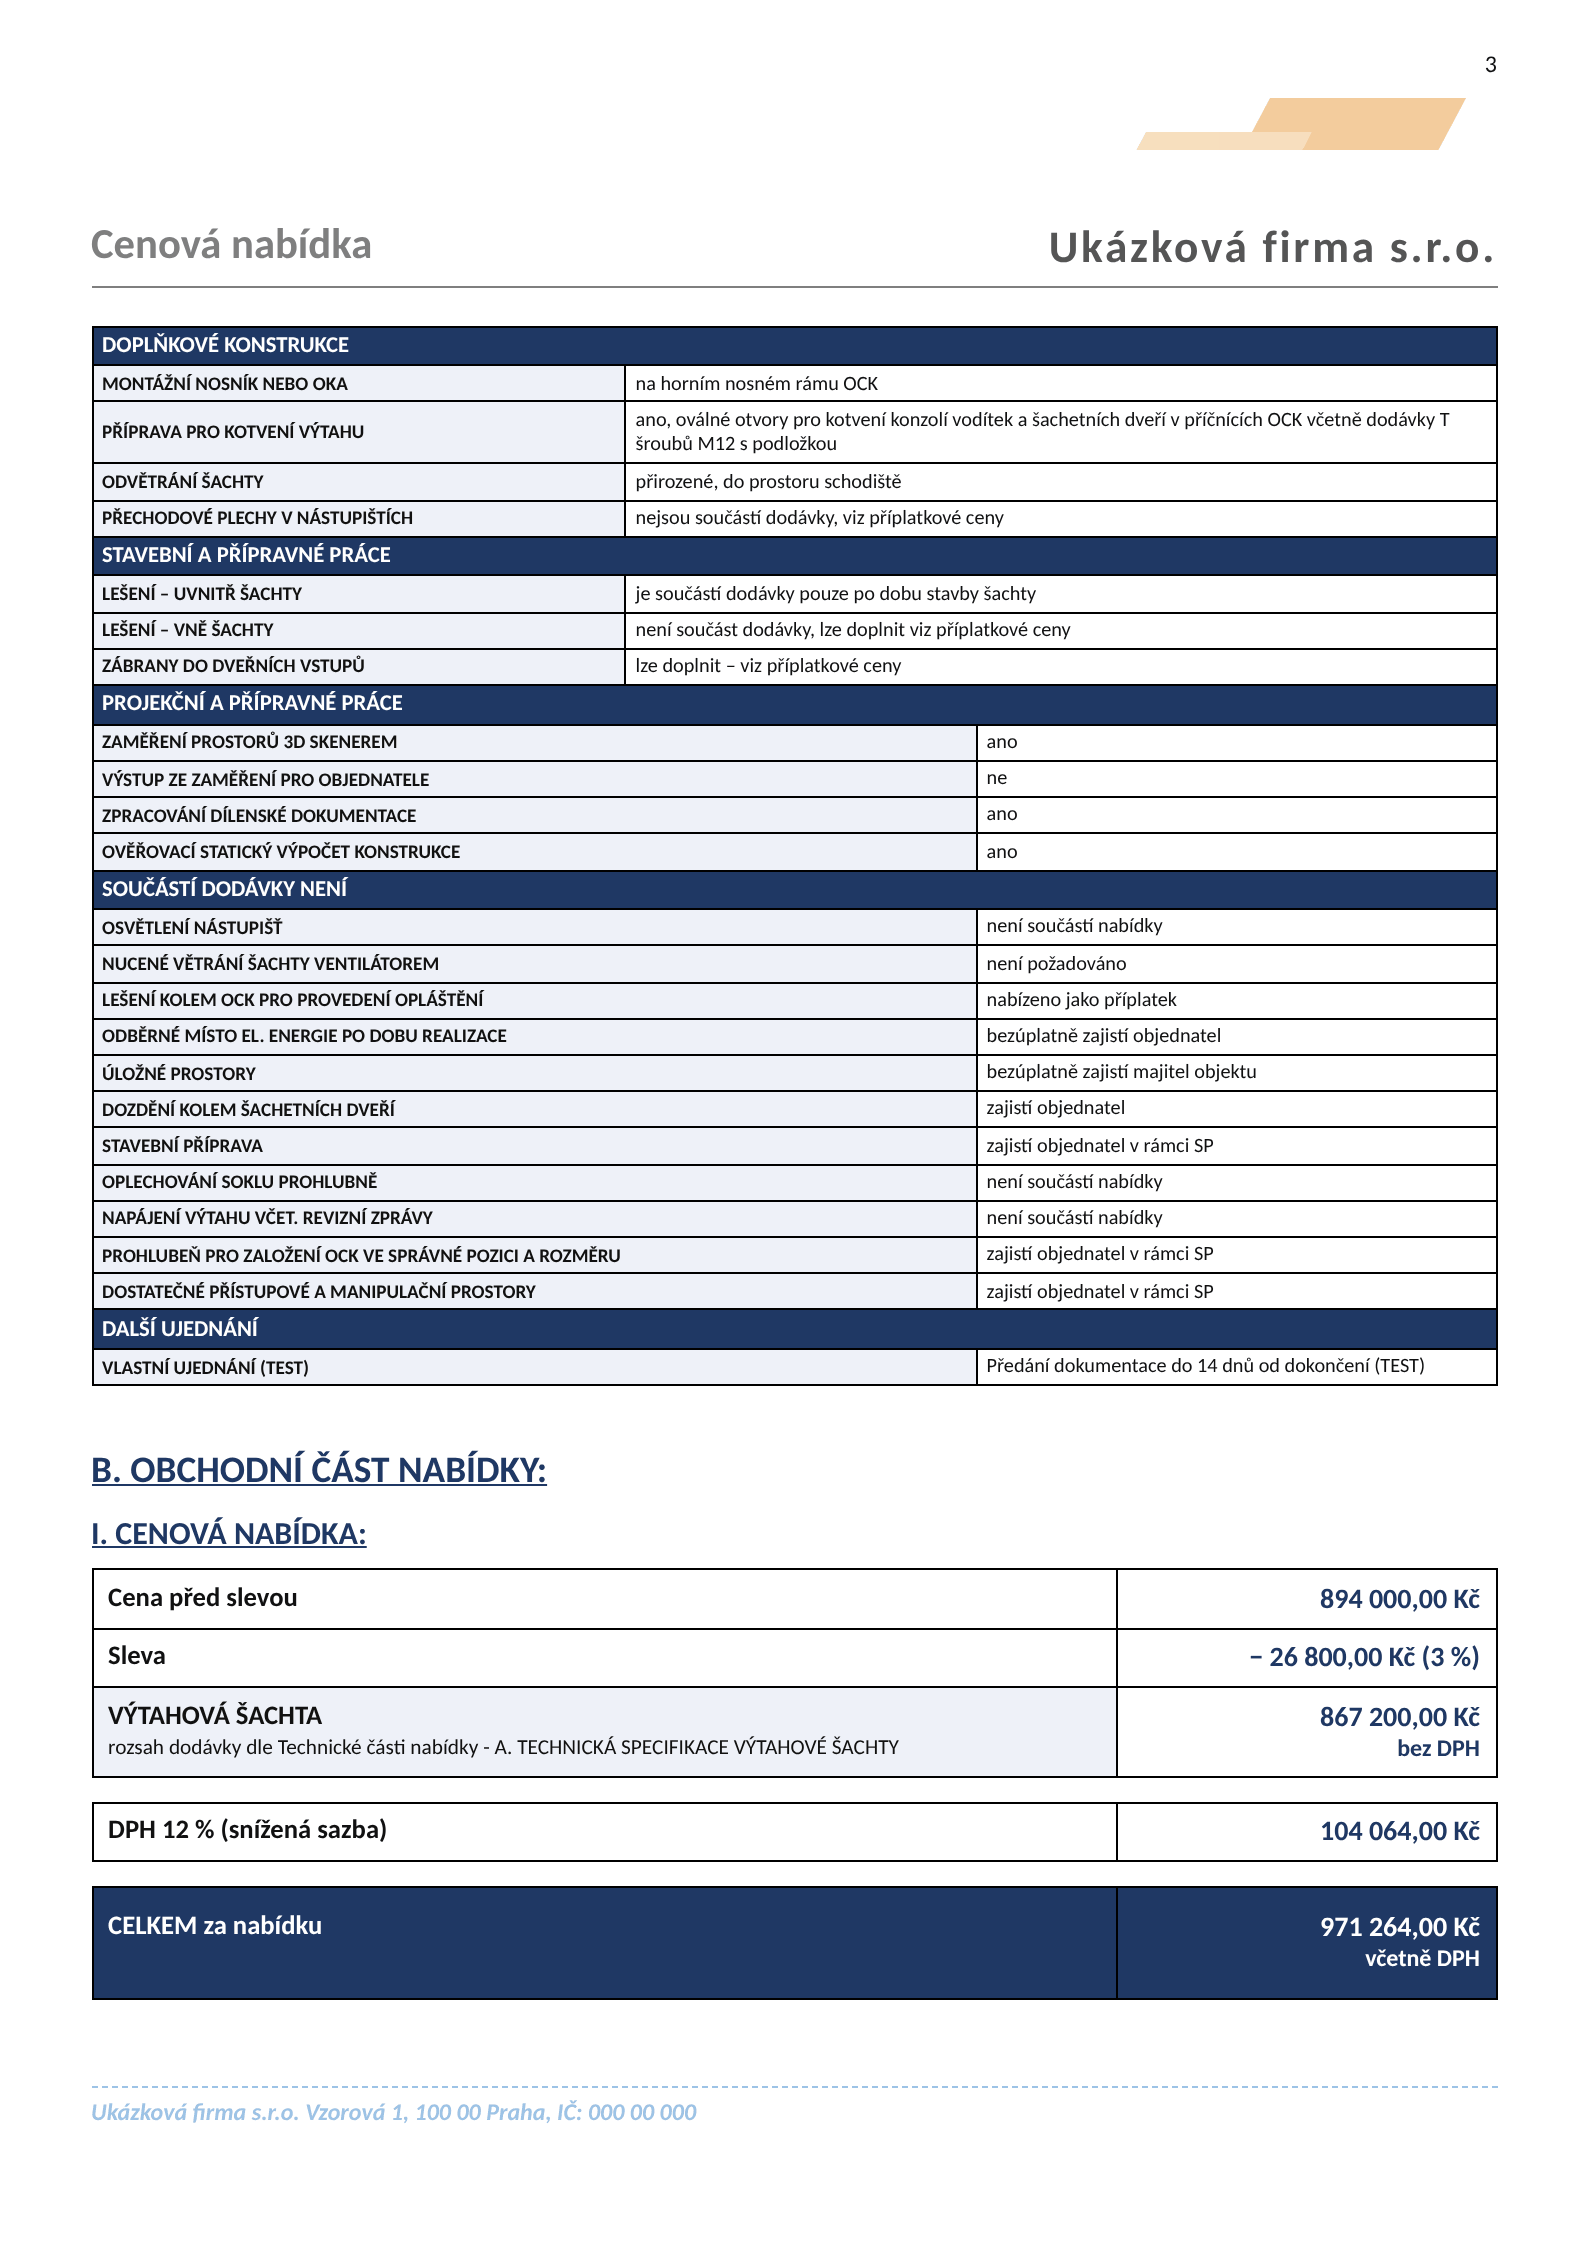 3
Cenová nabídka
Ukázková firma s.r.o.
DOPLŇKOVÉ KONSTRUKCE
MONTÁŽNÍ NOSNÍK NEBO OKA
na horním nosném rámu OCK
PŘÍPRAVA PRO KOTVENÍ VÝTAHU
ano, oválné otvory pro kotvení konzolí vodítek a šachetních dveří v příčnících OCK včetně dodávky T
šroubů M12 s podložkou
ODVĚTRÁNÍ ŠACHTY
přirozené, do prostoru schodiště
PŘECHODOVÉ PLECHY V NÁSTUPIŠTÍCH
nejsou součástí dodávky, viz příplatkové ceny
STAVEBNÍ A PŘÍPRAVNÉ PRÁCE
LEŠENÍ – UVNITŘ ŠACHTY
je součástí dodávky pouze po dobu stavby šachty
LEŠENÍ – VNĚ ŠACHTY
není součást dodávky, lze doplnit viz příplatkové ceny
ZÁBRANY DO DVEŘNÍCH VSTUPŮ
lze doplnit – viz příplatkové ceny
PROJEKČNÍ A PŘÍPRAVNÉ PRÁCE
ZAMĚŘENÍ PROSTORŮ 3D SKENEREM
ano
VÝSTUP ZE ZAMĚŘENÍ PRO OBJEDNATELE
ne
ZPRACOVÁNÍ DÍLENSKÉ DOKUMENTACE
ano
OVĚŘOVACÍ STATICKÝ VÝPOČET KONSTRUKCE
ano
SOUČÁSTÍ DODÁVKY NENÍ
OSVĚTLENÍ NÁSTUPIŠŤ
není součástí nabídky
NUCENÉ VĚTRÁNÍ ŠACHTY VENTILÁTOREM
není požadováno
LEŠENÍ KOLEM OCK PRO PROVEDENÍ OPLÁŠTĚNÍ
nabízeno jako příplatek
ODBĚRNÉ MÍSTO EL. ENERGIE PO DOBU REALIZACE
bezúplatně zajistí objednatel
ÚLOŽNÉ PROSTORY
bezúplatně zajistí majitel objektu
DOZDĚNÍ KOLEM ŠACHETNÍCH DVEŘÍ
zajistí objednatel
STAVEBNÍ PŘÍPRAVA
zajistí objednatel v rámci SP
OPLECHOVÁNÍ SOKLU PROHLUBNĚ
není součástí nabídky
NAPÁJENÍ VÝTAHU VČET. REVIZNÍ ZPRÁVY
není součástí nabídky
PROHLUBEŇ PRO ZALOŽENÍ OCK VE SPRÁVNÉ POZICI A ROZMĚRU
zajistí objednatel v rámci SP
DOSTATEČNÉ PŘÍSTUPOVÉ A MANIPULAČNÍ PROSTORY
zajistí objednatel v rámci SP
DALŠÍ UJEDNÁNÍ
VLASTNÍ UJEDNÁNÍ (TEST)
Předání dokumentace do 14 dnů od dokončení (TEST)
B. OBCHODNÍ ČÁST NABÍDKY:
I. CENOVÁ NABÍDKA:
Cena před slevou
894 000,00 Kč
Sleva
− 26 800,00 Kč (3 %)
VÝTAHOVÁ ŠACHTA
rozsah dodávky dle Technické části nabídky - A. TECHNICKÁ SPECIFIKACE VÝTAHOVÉ ŠACHTY
867 200,00 Kč
bez DPH
DPH 12 % (snížená sazba)
104 064,00 Kč
CELKEM za nabídku
971 264,00 Kč
včetně DPH
Ukázková firma s.r.o. Vzorová 1, 100 00 Praha, IČ: 000 00 000